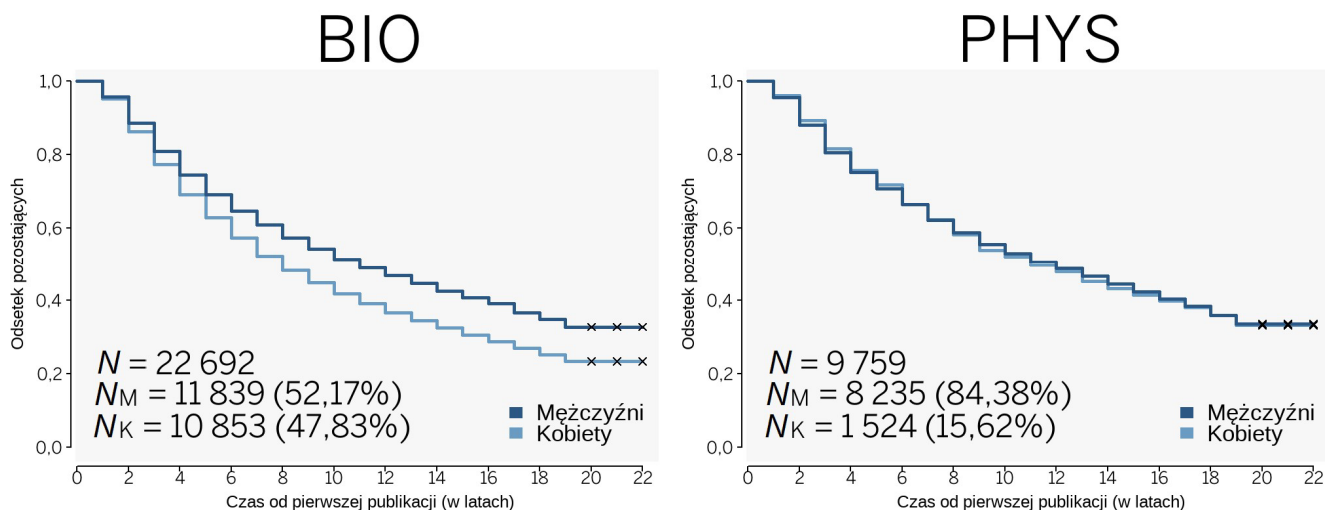 BIO
1,0
0,8
0,6
0,4
0,2
0,0
Odsetek pozostających
N = 22 692
NM = 11 839 (52,17%)
NK = 10 853 (47,83%)
Mężczyźni
Kobiety
0 2 4 6 8 10 12 14 16 18 20 22
Czas od pierwszej publikacji (w latach)
PHYS
1,0
0,8
0,6
0,4
0,2
0,0
Odsetek pozostających
N = 9 759
NM = 8 235 (84,38%)
NK = 1 524 (15,62%)
Mężczyźni
Kobiety
0 2 4 6 8 10 12 14 16 18 20 22
Czas od pierwszej publikacji (w latach)